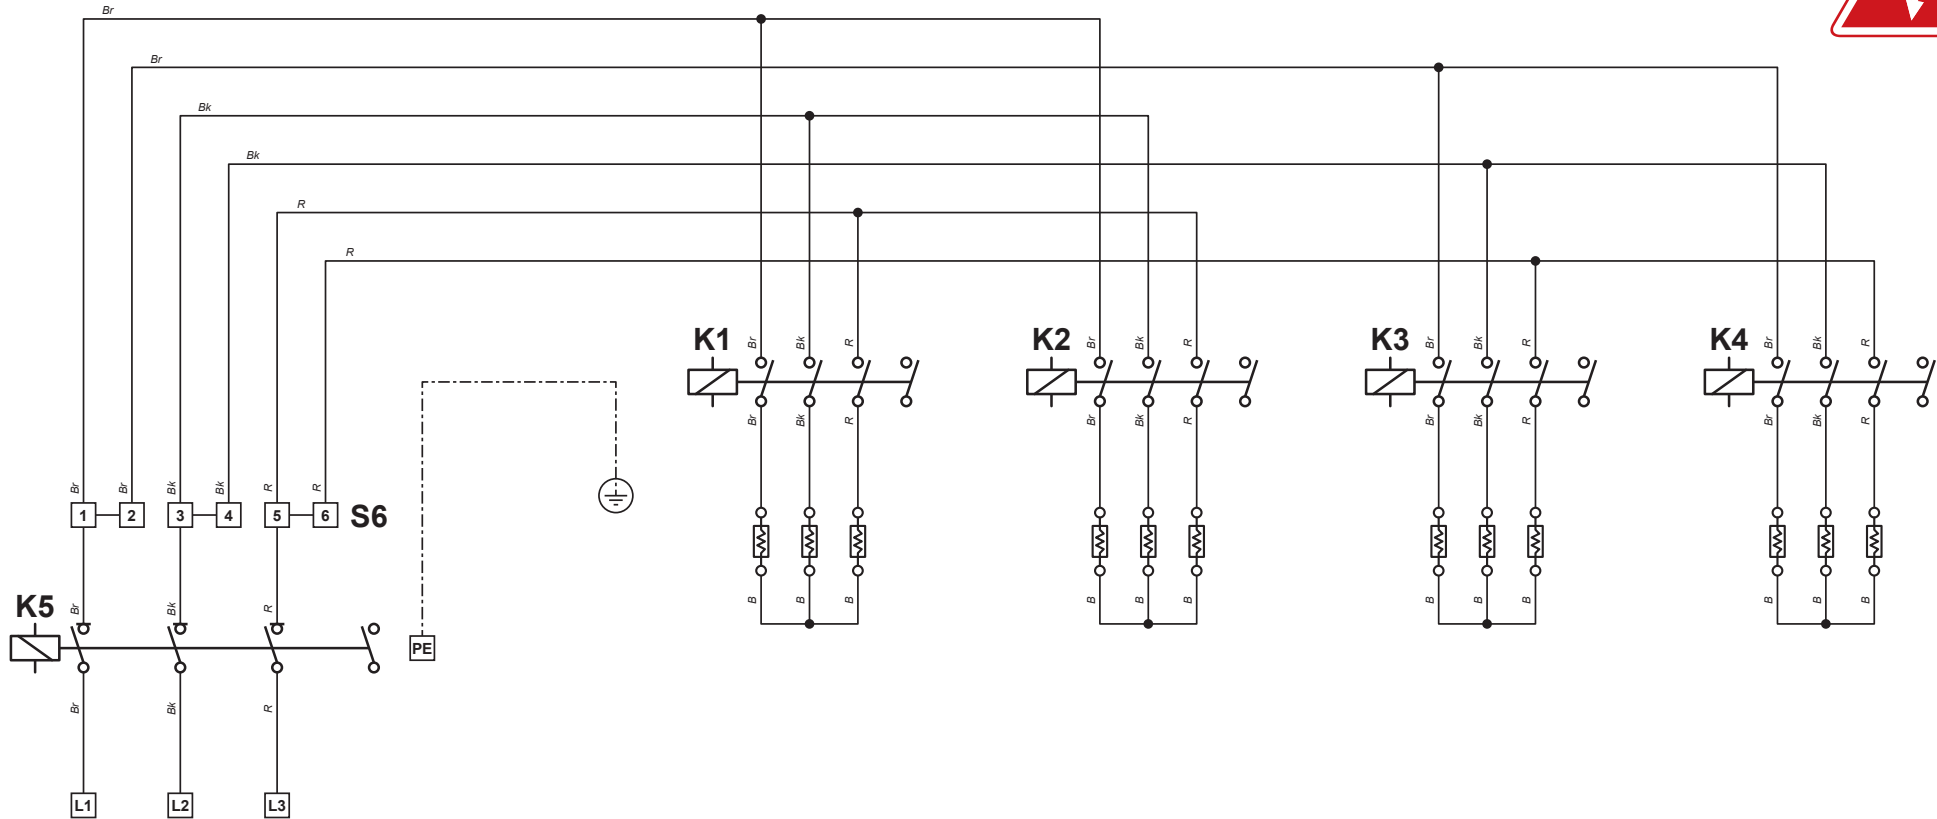 Br
Br
Bk
Bk
R
R
K1 Br Bk R K2 Br Bk R K3 Br Bk R K4 Br Bk R
Br Bk R Br Bk R Br Bk R Br Bk R
Br Br Bk Bk R R
1 2 3 4 5 6 S6
K5 Br Bk R B B B B B B B B B B B B
PE
Br Bk R
L1 L2 L3